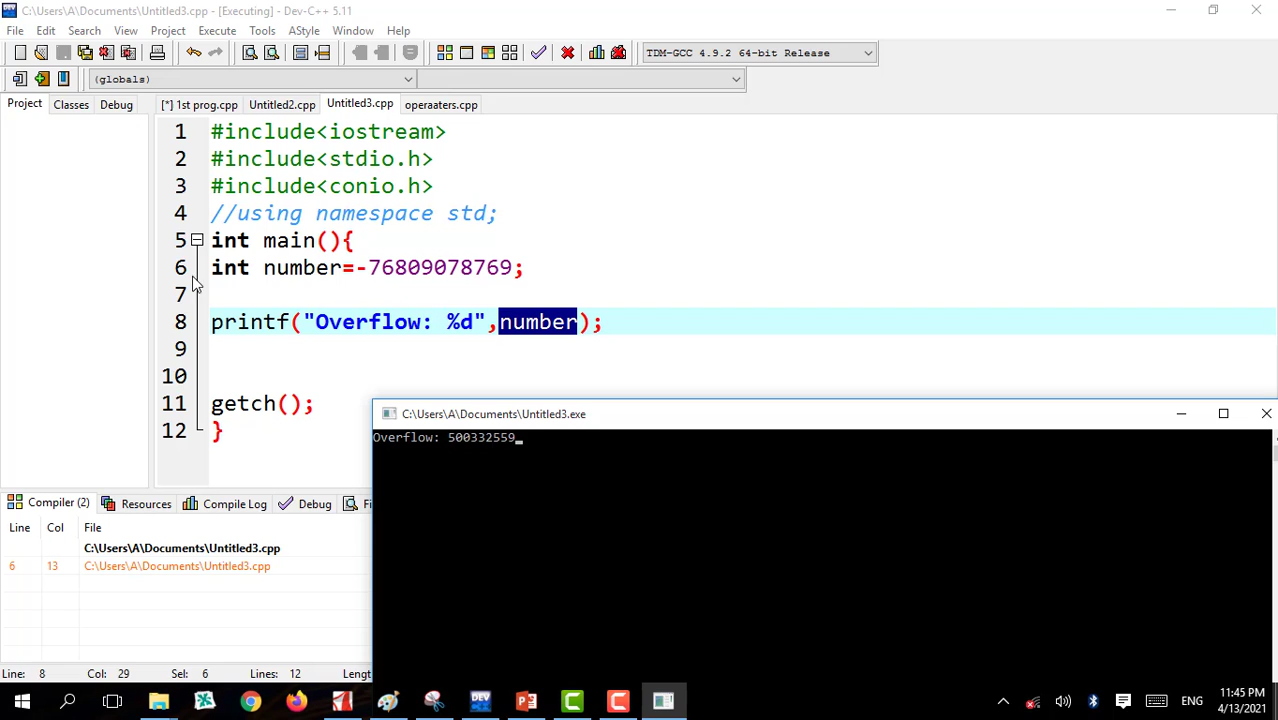 C:\Users\A\Documents\Untitled3.cpp - [Executing] - Dev-C++ 5.11
File Edit Search View Project Execute Tools AStyle Window Help
TDM-GCC 4.9.2 64-bit Release
(globals)
Project Classes Debug [*] 1st prog.cpp Untitled2.cpp Untitled3.cpp operaaters.cpp
1 #include<iostream>
2 #include<stdio.h>
3 #include<conio.h>
4 //using namespace std;
5 int main(){
6 int number=-76809078769;
7
8 printf("Overflow: %d",number);
9
10
11 getch();
12 }
C:\Users\A\Documents\Untitled3.exe
Overflow: 500332559
Compiler (2) Resources Compile Log Debug Fi
Line Col File
C:\Users\A\Documents\Untitled3.cpp
6 13 C:\Users\A\Documents\Untitled3.cpp
Line: 8 Col: 29 Sel: 6 Lines: 12 Lengt
ENG
11:45 PM
4/13/2021